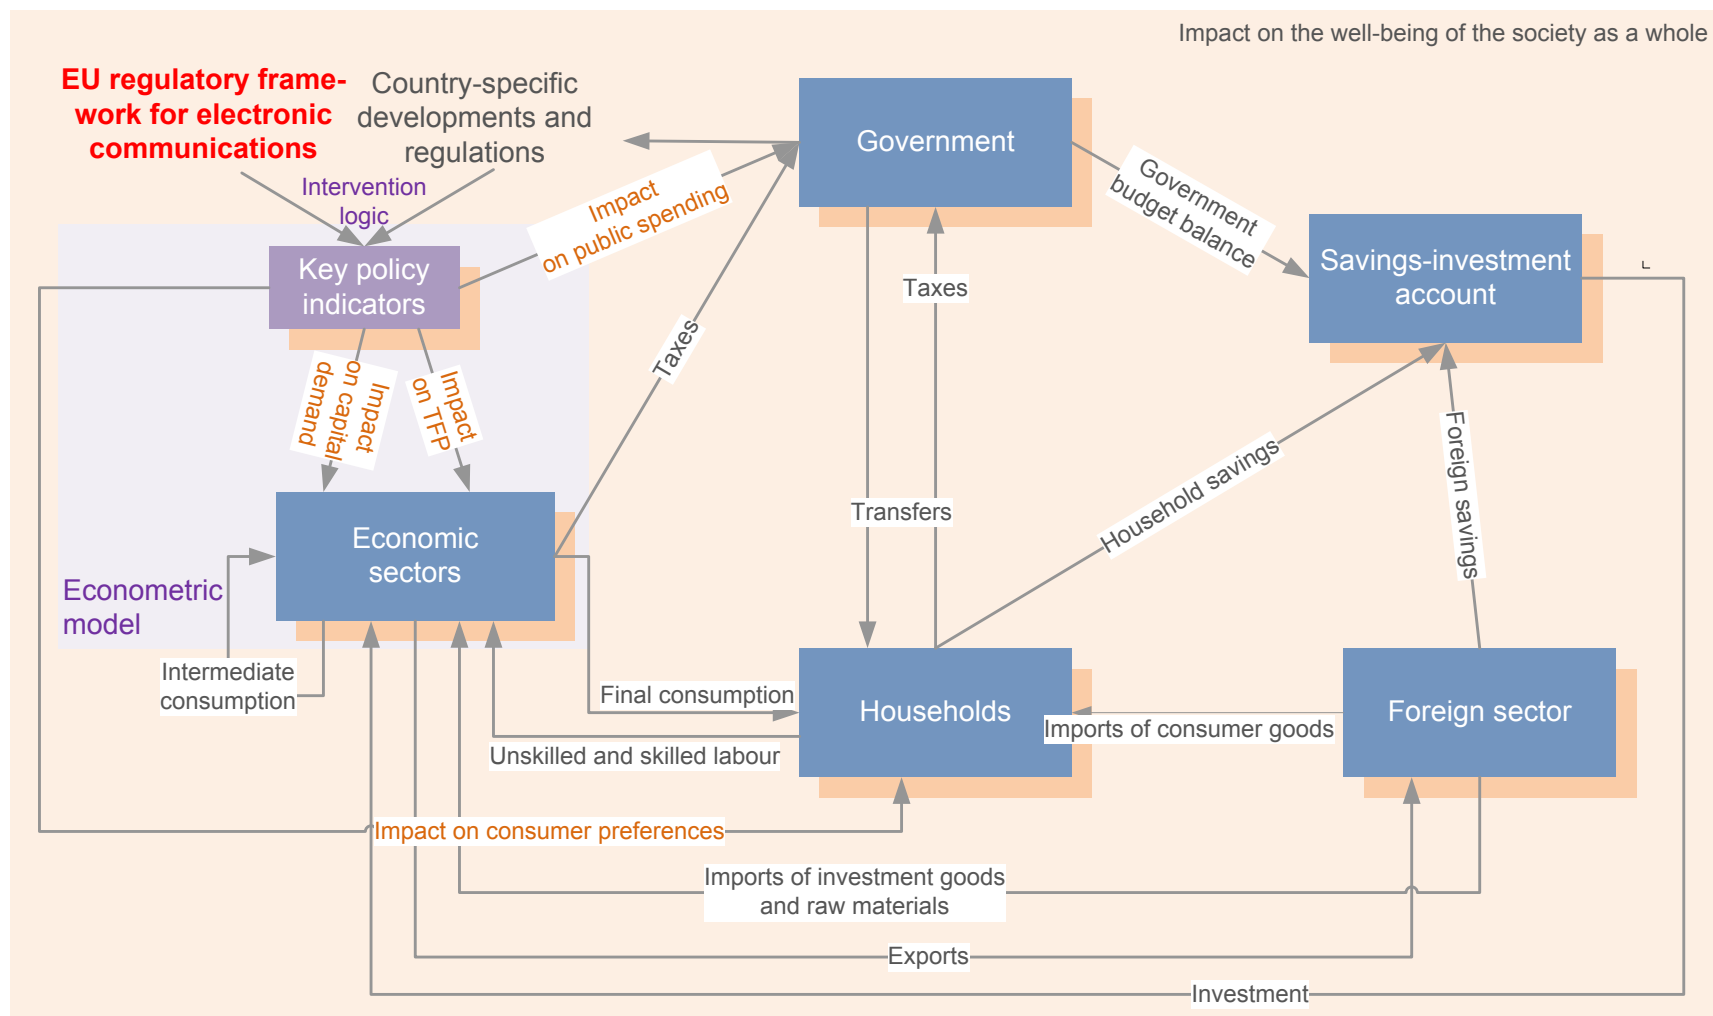 Impact on the well-being of the society as a whole
EU regulatory frame-
work for electronic
communications
Country-specific
developments and
regulations
Intervention
logic
Government
Key policy
indicators
Impact
on public spending
Government
budget balance
Savings-investment
account
Taxes
Taxes
Impact
on capital
demand
Impact
on TFP
Household savings
Foreign savings
Transfers
Economic
sectors
Econometric
model
Intermediate
consumption
Final consumption
Households
Imports of consumer goods
Foreign sector
Unskilled and skilled labour
Impact on consumer preferences
Imports of investment goods
and raw materials
Exports
Investment